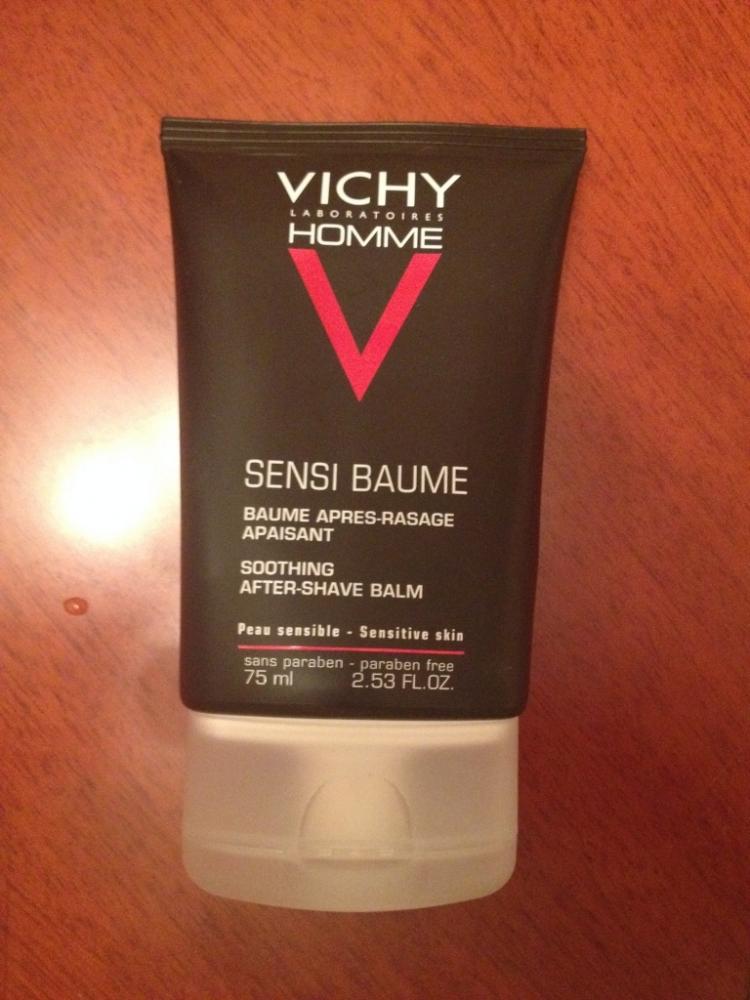 VICHY
LABORATOIRES
HOMME
V
SENSI BAUME
BAUME APRES-RASAGE
APAISANT
SOOTHING
AFTER-SHAVE BALM
Peau sensible - Sensitive skin
sans paraben - paraben free
75 ml 2.53 FL.OZ.